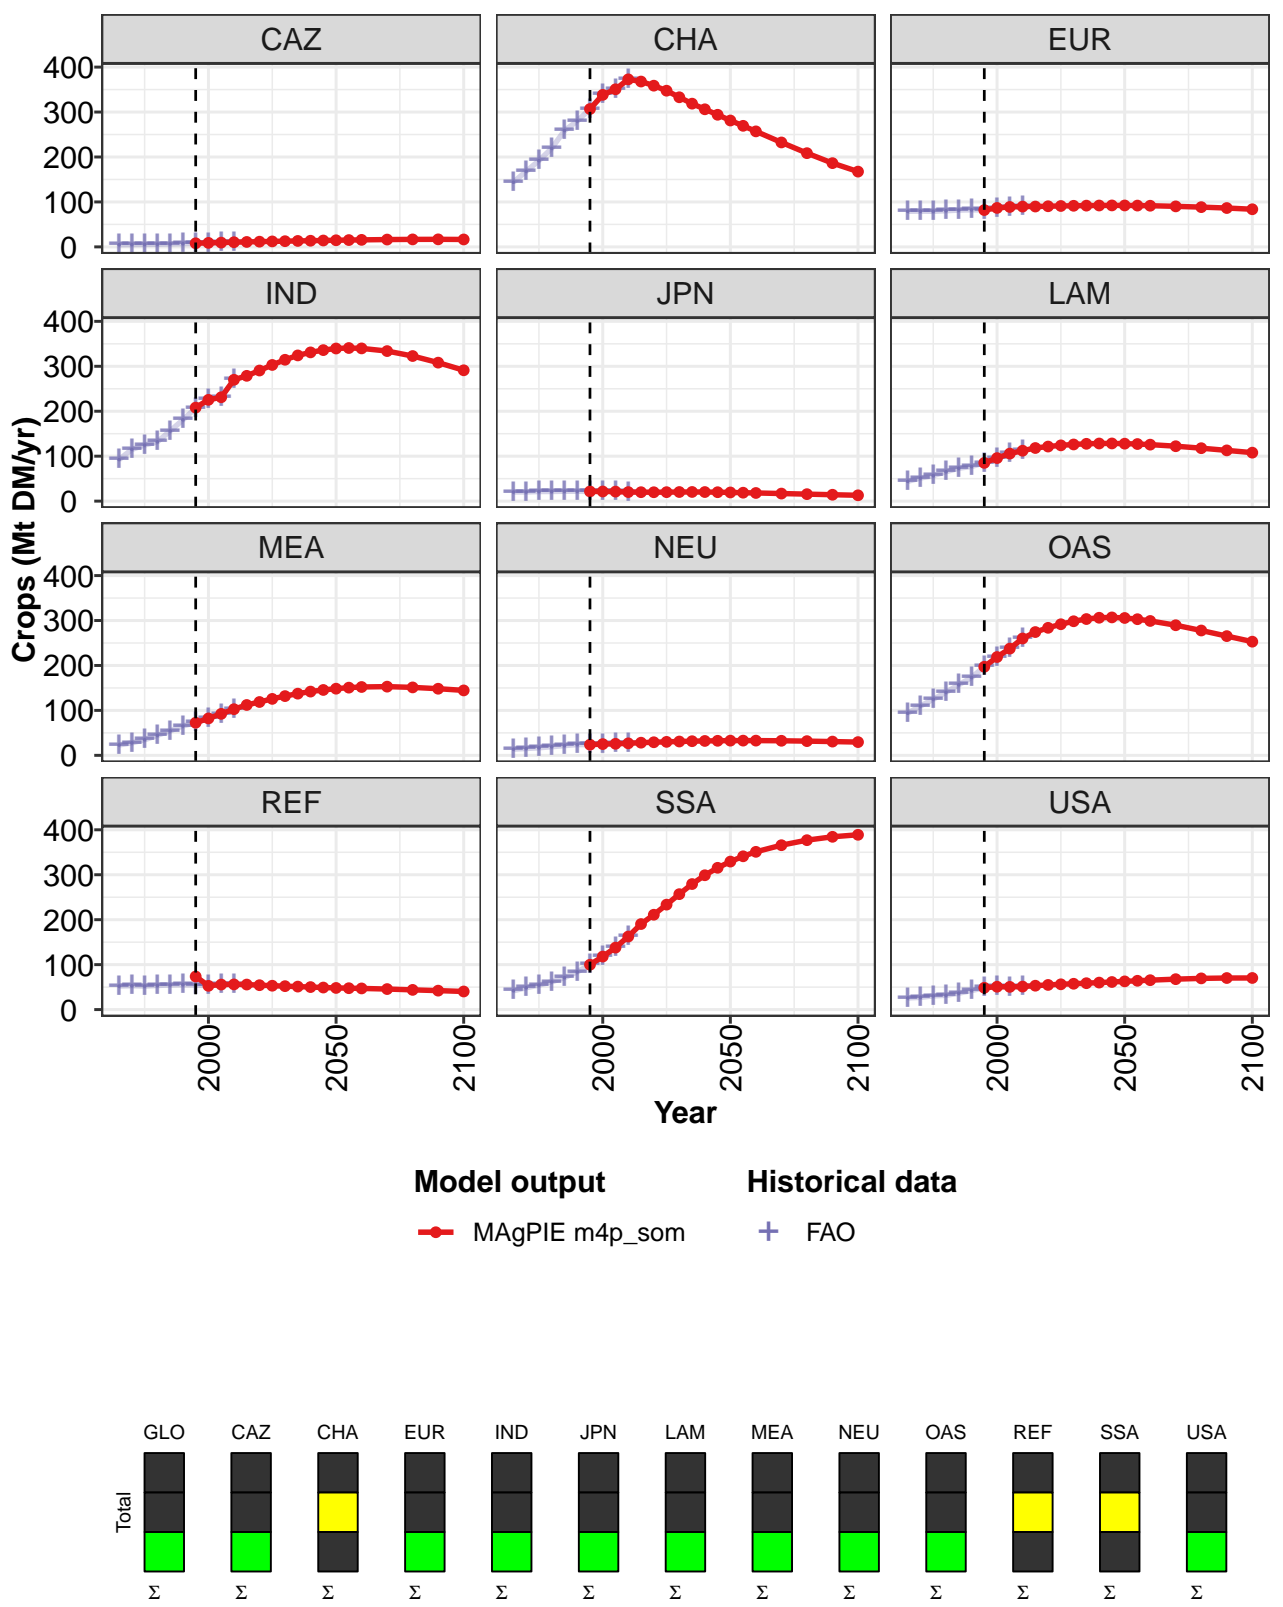 CAZ CHA EUR
400
300
200
100
0
IND JPN LAM
400
300
200
100
0
MEA NEU OAS
400
300
200
100
0
REF SSA USA
400
300
200
100
0
Crops (Mt DM/yr)
2000 2050 2100 2000 2050 2100 2000 2050 2100
Year
Model output Historical data
MAgPIE m4p_som FAO
GLO CAZ CHA EUR IND JPN LAM MEA NEU OAS REF SSA USA
Total
Σ Σ Σ Σ Σ Σ Σ Σ Σ Σ Σ Σ Σ